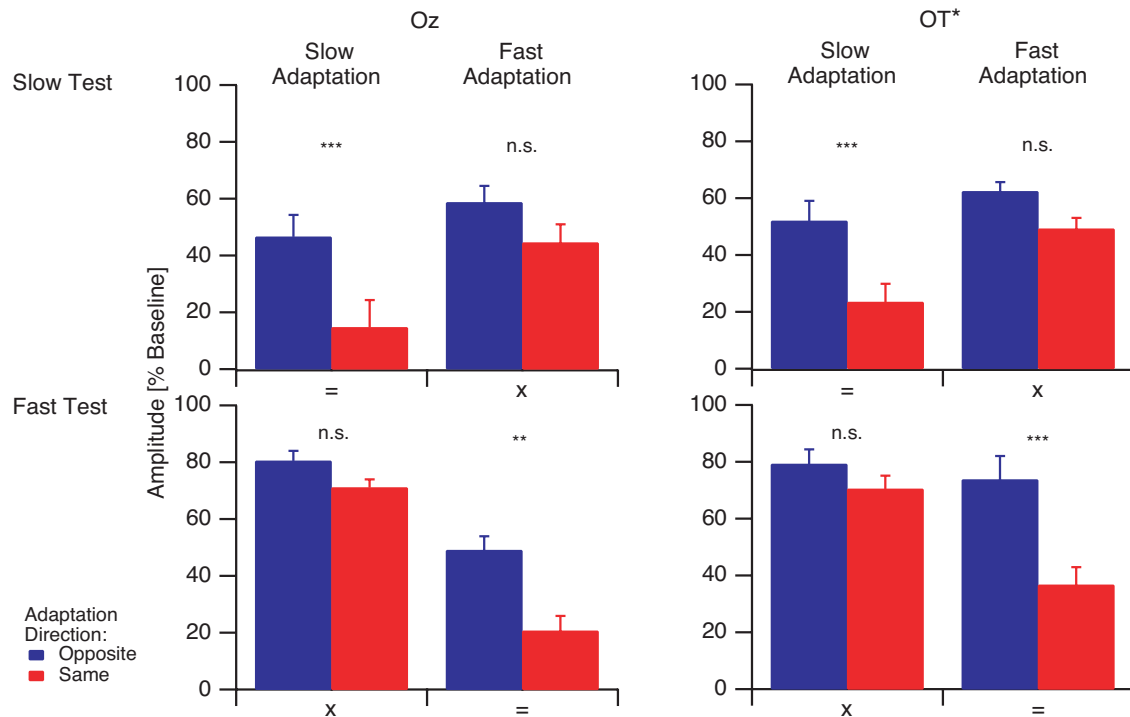 Oz
OT*
Slow Adaptation
Fast Adaptation
Slow Adaptation
Fast Adaptation
Slow Test
100
80
60
40
20
0
***
n.s.
=
x
100
80
60
40
20
0
***
n.s.
=
x
Amplitude [% Baseline]
Fast Test
100
80
60
40
20
0
n.s.
**
x
=
100
80
60
40
20
0
n.s.
***
x
=
Adaptation
Direction:
Opposite
Same